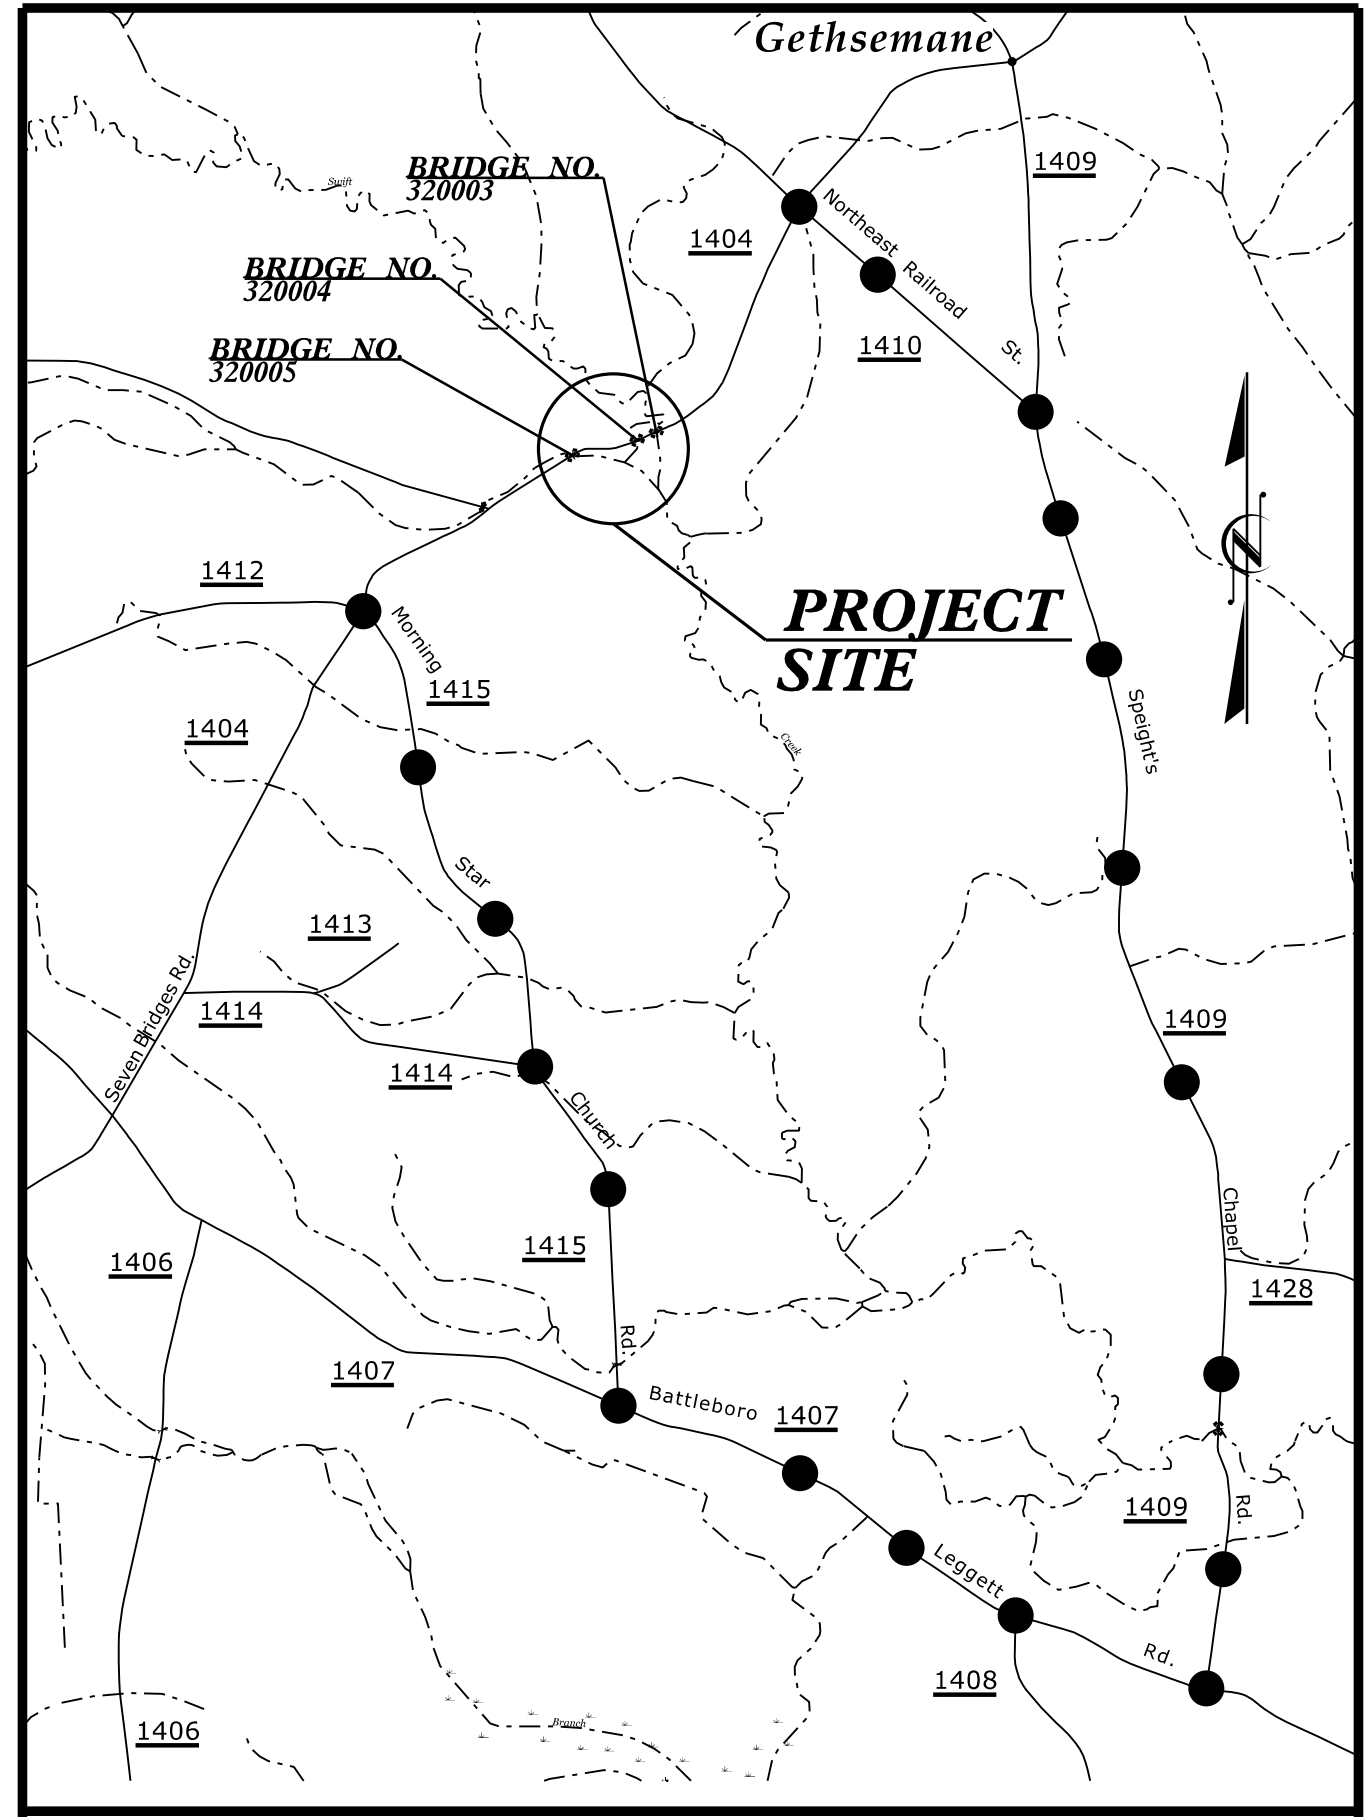 Gethsemane
1409
BRIDGE NO.
320003
Swift
Northeast Railroad St.
1404
BRIDGE NO.
320004
1410
BRIDGE NO.
320005
1412
PROJECT
SITE
Morning
1415
1404
Creek
Speight's
Star
1413
Seven Bridges Rd.
1414
1409
1414
Church
Chapel
1415
1406
1428
Rd.
1407
Battleboro
1407
1409
Rd.
Leggett
Rd.
1408
Branch
1406
N